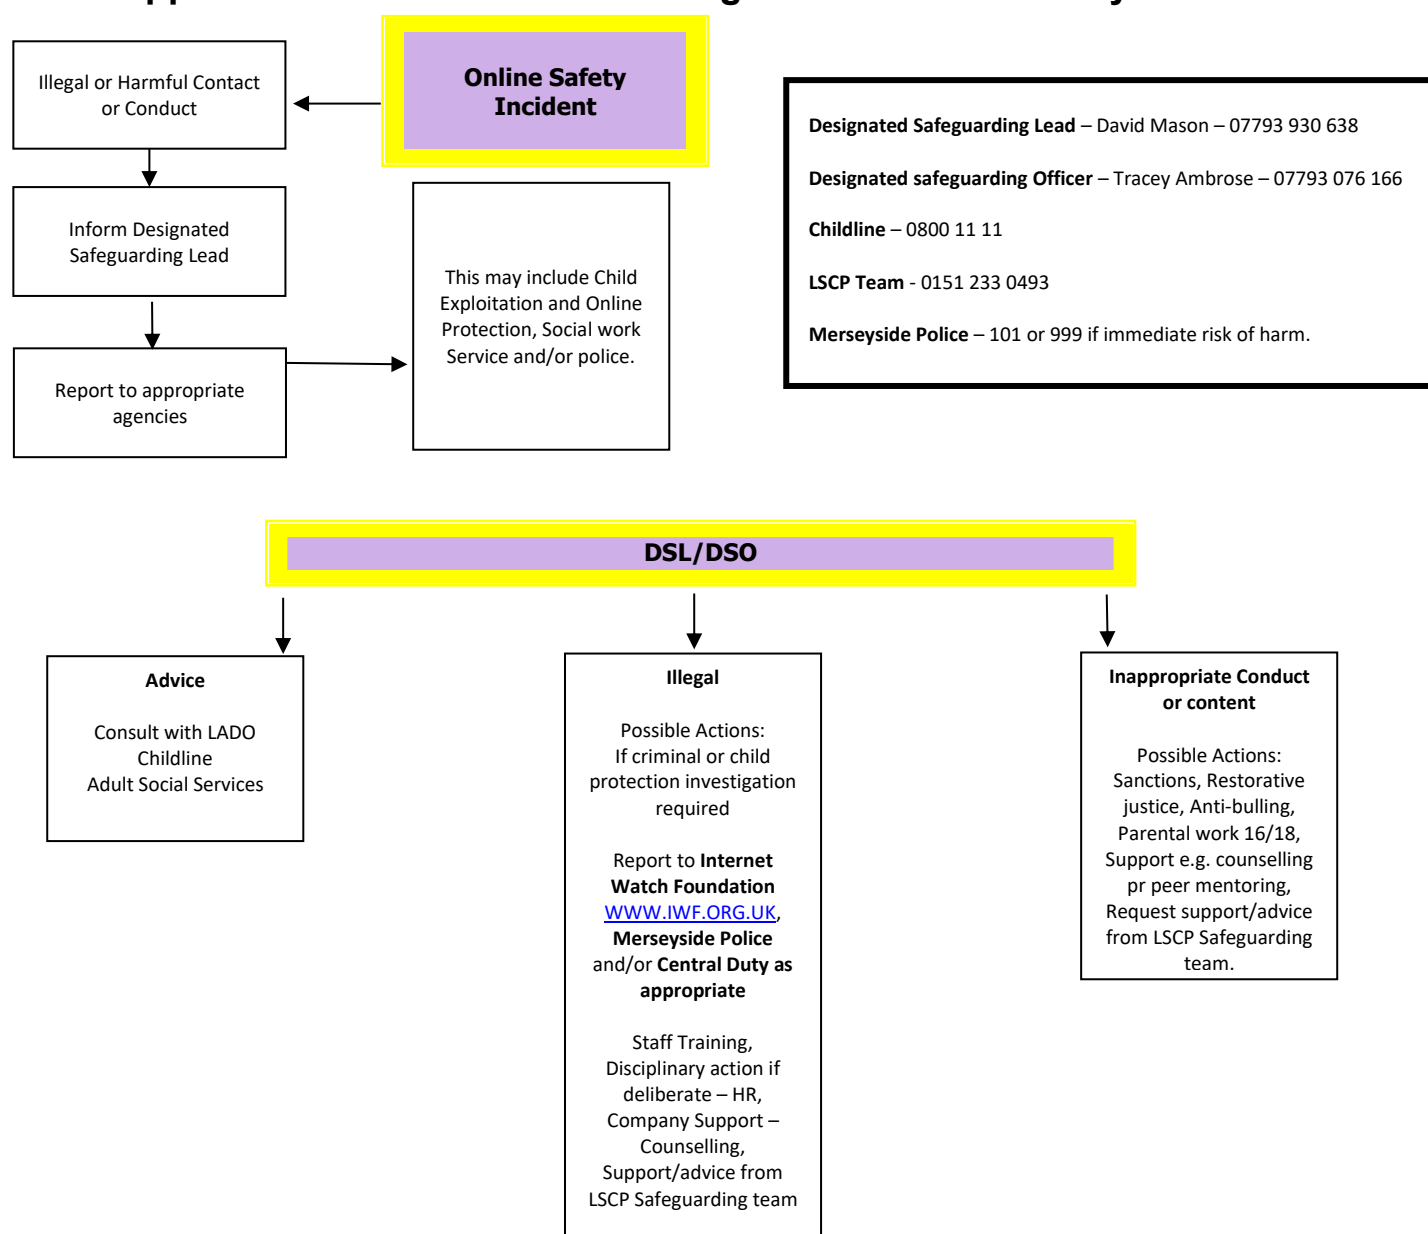 Illegal or Harmful Contact
or Conduct
Online Safety
Incident
Inform Designated
Safeguarding Lead
This may include Child
Exploitation and Online
Protection, Social work
Service and/or police.
Report to appropriate
agencies
Designated Safeguarding Lead – David Mason – 07793 930 638
Designated safeguarding Officer – Tracey Ambrose – 07793 076 166
Childline – 0800 11 11
LSCP Team - 0151 233 0493
Merseyside Police – 101 or 999 if immediate risk of harm.
DSL/DSO
Advice
Consult with LADO
Childline
Adult Social Services
Illegal
Possible Actions:
If criminal or child
protection investigation
required
Report to Internet
Watch Foundation
WWW.IWF.ORG.UK,
Merseyside Police
and/or Central Duty as
appropriate
Staff Training,
Disciplinary action if
deliberate – HR,
Company Support –
Counselling,
Support/advice from
LSCP Safeguarding team
Inappropriate Conduct
or content
Possible Actions:
Sanctions, Restorative
justice, Anti-bulling,
Parental work 16/18,
Support e.g. counselling
pr peer mentoring,
Request support/advice
from LSCP Safeguarding
team.